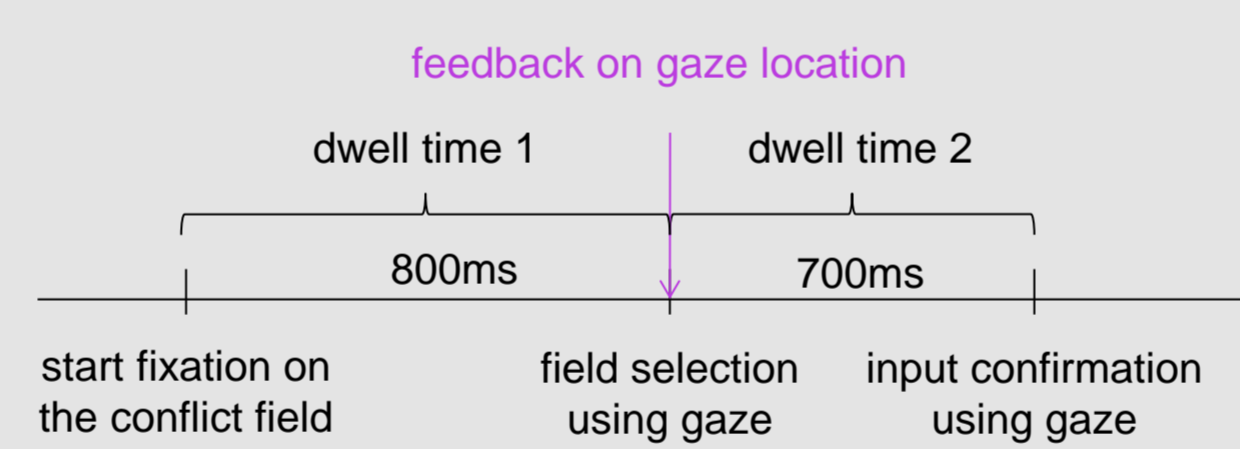 feedback on gaze location
dwell time 1
dwell time 2
800ms
700ms
start fixation on
the conflict field
field selection
using gaze
input confirmation
using gaze